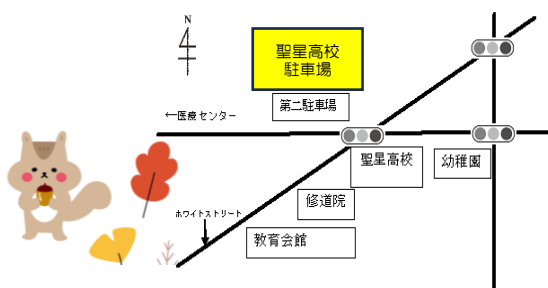 N
聖星高校
駐車場
第二駐車場
←医療センター
聖星高校
幼稚園
修道院
ホワイトストリート
教育会館